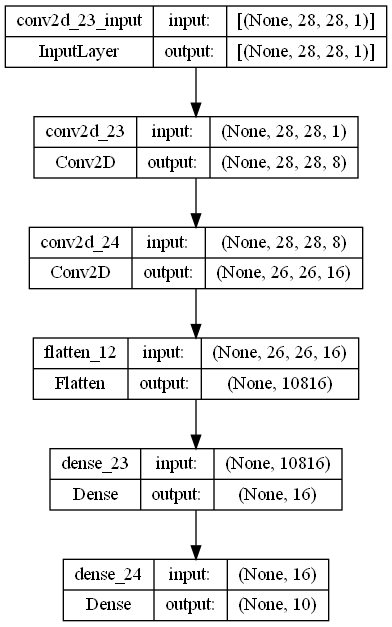 conv2d_23_input input: [(None, 28, 28, 1)]
InputLayer output: [(None, 28, 28, 1)]
conv2d_23 input: (None, 28, 28, 1)
Conv2D output: (None, 28, 28, 8)
conv2d_24 input: (None, 28, 28, 8)
Conv2D output: (None, 26, 26, 16)
flatten_12 input: (None, 26, 26, 16)
Flatten output: (None, 10816)
dense_23 input: (None, 10816)
Dense output: (None, 16)
dense_24 input: (None, 16)
Dense output: (None, 10)